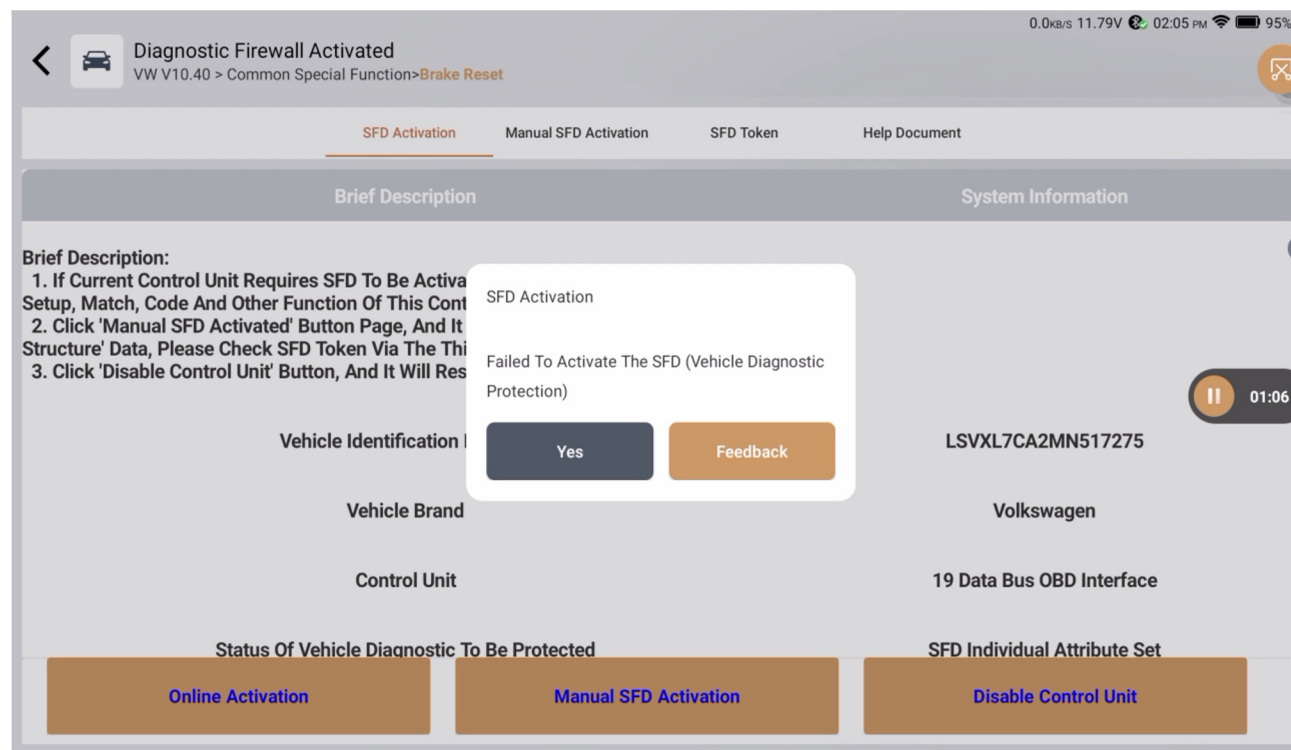 0.0KB/S 11.79V 02:05 PM 95%
Diagnostic Firewall Activated
VW V10.40 > Common Special Function>Brake Reset
SFD Activation Manual SFD Activation SFD Token Help Document
Brief Description System Information
Brief Description:
1. If Current Control Unit Requires SFD To Be Activa
Setup, Match, Code And Other Function Of This Cont
2. Click 'Manual SFD Activated' Button Page, And It
Structure' Data, Please Check SFD Token Via The Thi
3. Click 'Disable Control Unit' Button, And It Will Res
SFD Activation
Failed To Activate The SFD (Vehicle Diagnostic
Protection)
Yes Feedback
01:06
Vehicle Identification LSVXL7CA2MN517275
Vehicle Brand Volkswagen
Control Unit 19 Data Bus OBD Interface
Status Of Vehicle Diagnostic To Be Protected SFD Individual Attribute Set
Online Activation Manual SFD Activation Disable Control Unit